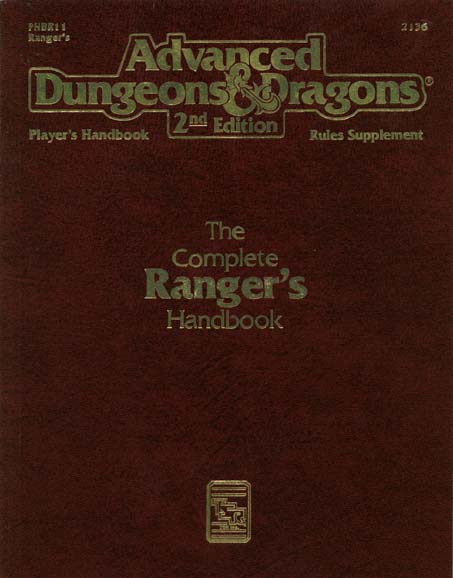 PHBR11
Ranger's
2136
Advanced
Dungeons & Dragons®
2nd Edition
Player's Handbook
Rules Supplement
The
Complete
Ranger's
Handbook
TSR